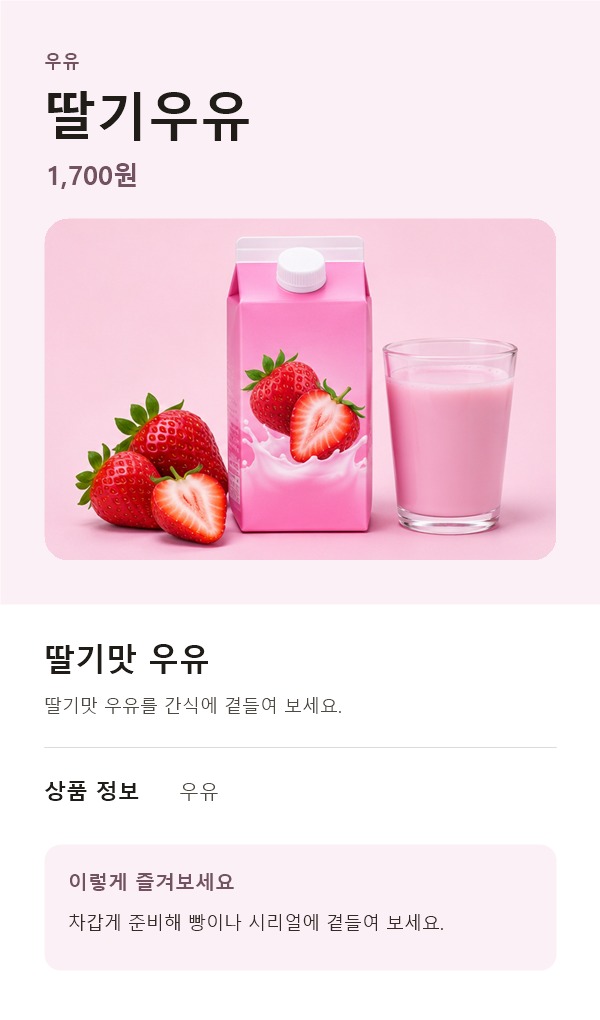 우유
딸기우유
1,700원
딸기맛 우유
딸기맛 우유를 간식에 곁들여 보세요.
상품 정보 우유
이렇게 즐겨보세요
차갑게 준비해 빵이나 시리얼에 곁들여 보세요.